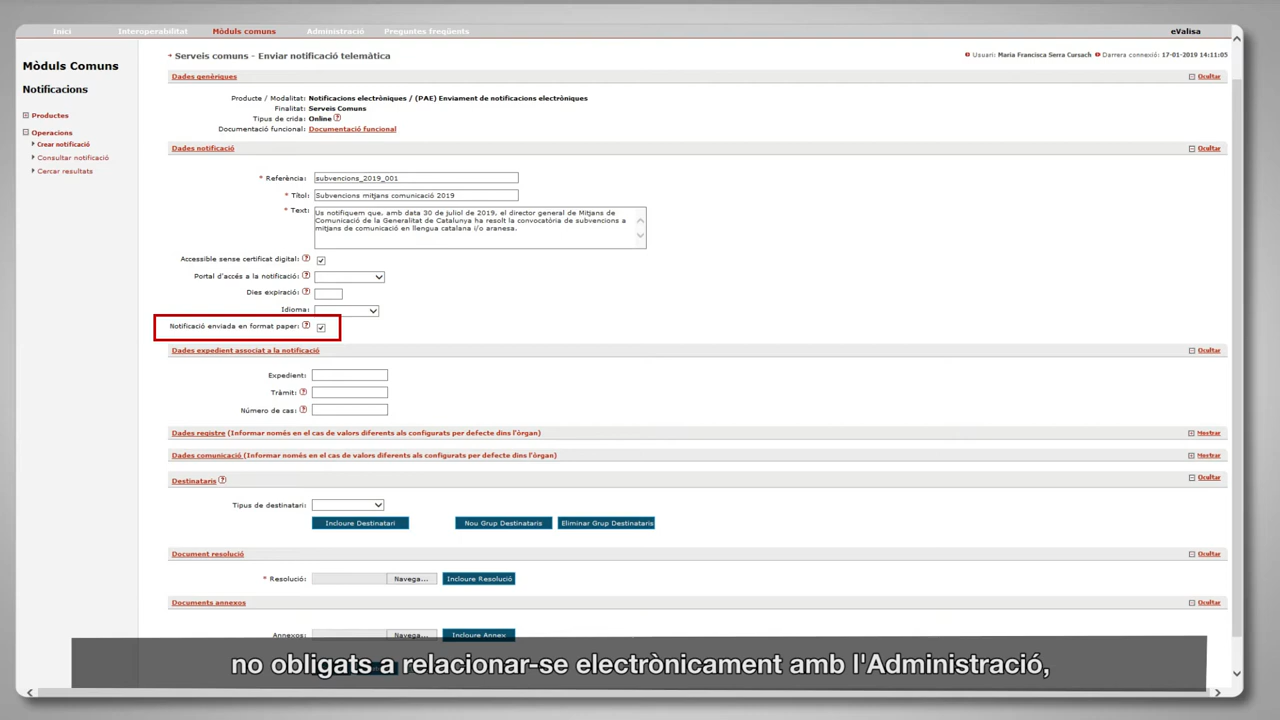 Inici Interoperabilitat Mòduls comuns Administració Preguntes freqüents eValisa
Mòduls Comuns
Notificacions
Productes
Operacions
Crear notificació
Consultar notificació
Cercar resultats
Serveis comuns - Enviar notificació telemàtica
Usuari: Maria Francisca Serra Cursach Darrera connexió: 17-01-2019 14:11:05
Dades genèriques Ocultar
Producte / Modalitat: Notificacions electròniques / (PAE) Enviament de notificacions electròniques
Finalitat: Serveis Comuns
Tipus de crida: Online
Documentació funcional: Documentació funcional
Dades notificació Ocultar
* Referència: subvencions_2019_001
* Títol: Subvencions mitjans comunicació 2019
* Text: Us notifiquem que, amb data 30 de juliol de 2019, el director general de Mitjans de
Comunicació de la Generalitat de Catalunya ha resolt la convocatòria de subvencions a
mitjans de comunicació en llengua catalana i/o aranesa.
Accessible sense certificat digital:
Portal d'accés a la notificació:
Dies expiració:
Idioma:
Notificació enviada en format paper:
Dades expedient associat a la notificació Ocultar
Expedient:
Tràmit:
Número de cas:
Dades registre (Informar només en el cas de valors diferents als configurats per defecte dins l'òrgan) Mostrar
Dades comunicació (Informar només en el cas de valors diferents als configurats per defecte dins l'òrgan) Mostrar
Destinataris Ocultar
Tipus de destinatari:
Incloure Destinatari Nou Grup Destinataris Eliminar Grup Destinataris
Document resolució Ocultar
* Resolució: Navega... Incloure Resolució
Documents annexos Ocultar
Annexos: Navega... Incloure Annex
no obligats a relacionar-se electrònicament amb l'Administració,